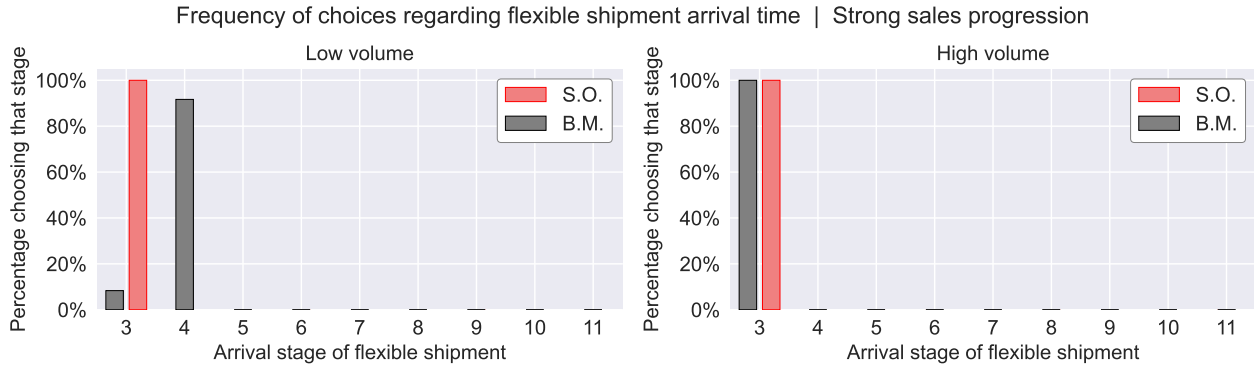 Frequency of choices regarding flexible shipment arrival time | Strong sales progression
Low volume
Percentage choosing that stage
100%
80%
60%
40%
20%
0%
S.O.
B.M.
3 4 5 6 7 8 9 10 11
Arrival stage of flexible shipment
High volume
Percentage choosing that stage
100%
80%
60%
40%
20%
0%
S.O.
B.M.
3 4 5 6 7 8 9 10 11
Arrival stage of flexible shipment